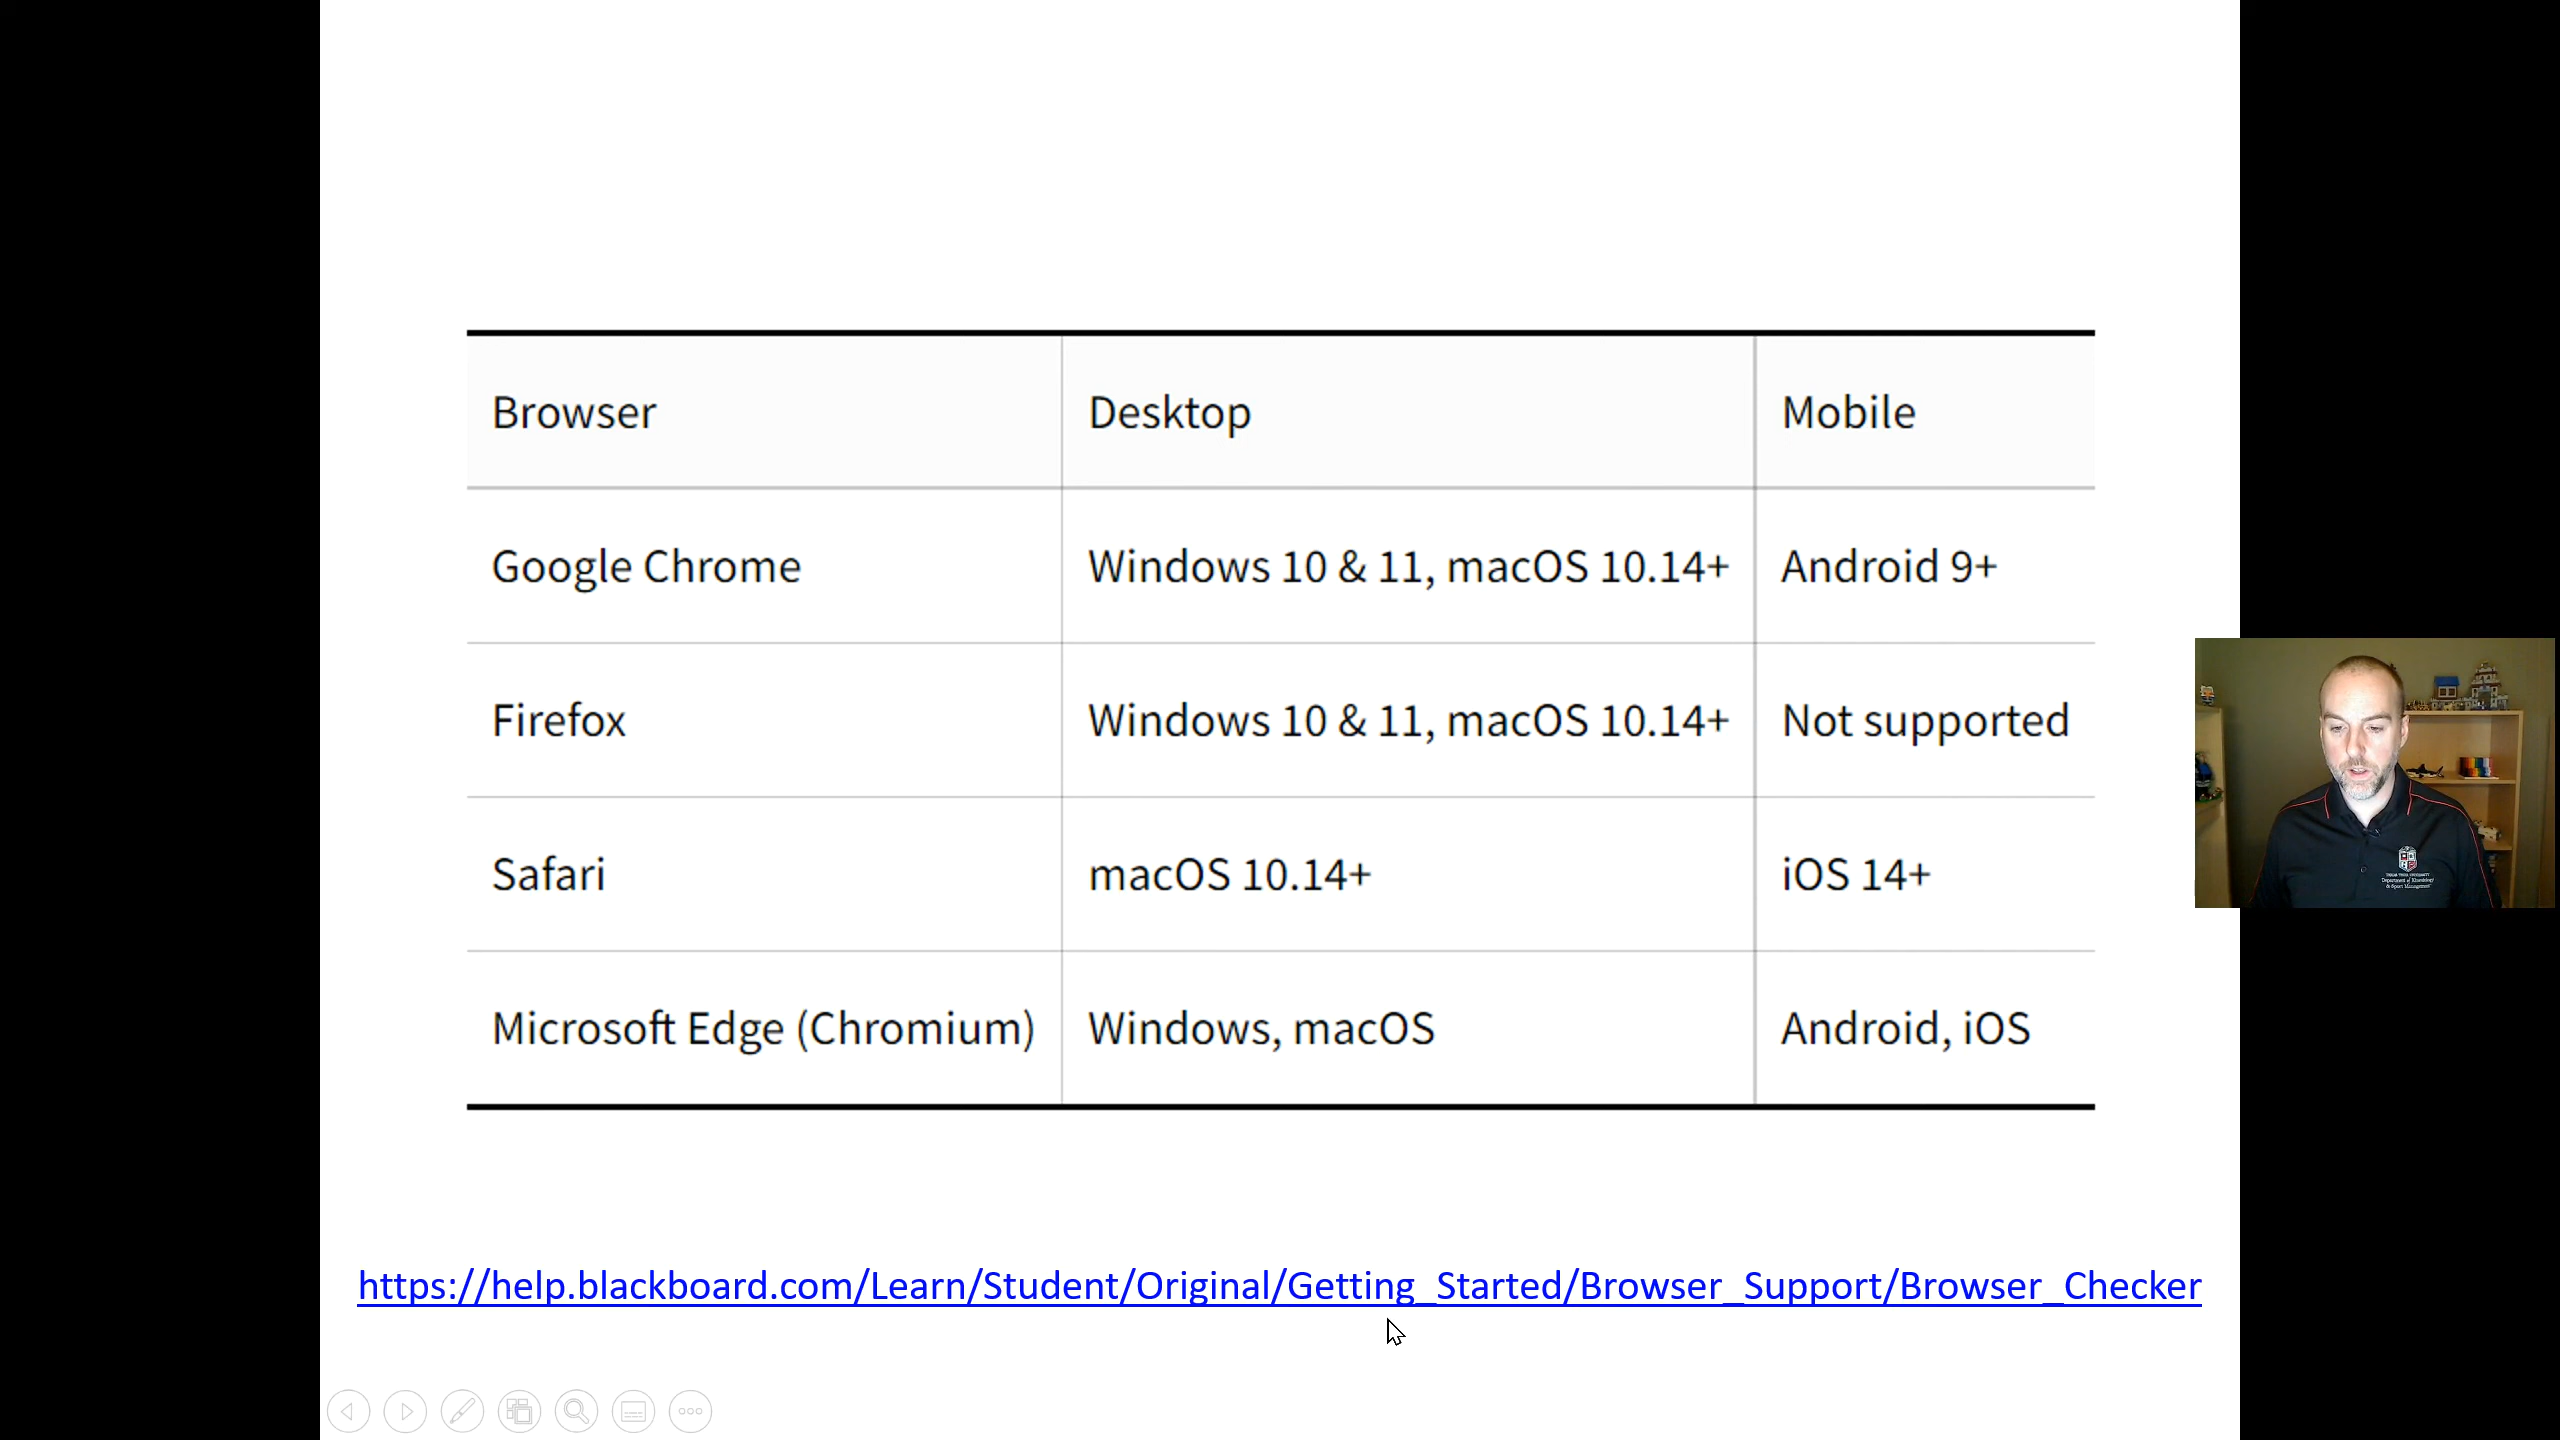 Browser Desktop Mobile
Google Chrome Windows 10 & 11, macOS 10.14+ Android 9+
Firefox Windows 10 & 11, macOS 10.14+ Not supported
Safari macOS 10.14+ iOS 14+
Microsoft Edge (Chromium) Windows, macOS Android, iOS
https://help.blackboard.com/Learn/Student/Original/Getting_Started/Browser_Support/Browser_Checker